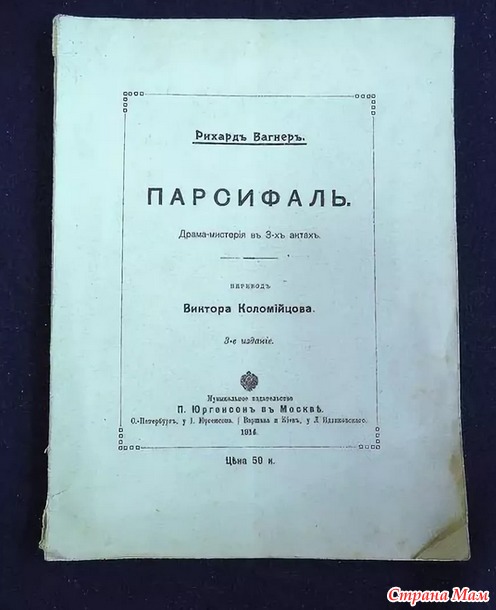 Рихардъ Вагнеръ.
ПАРСИФАЛЬ.
Драма-мистерія въ 3-хъ актахъ.
ПЕРЕВОДЪ
Виктора Коломійцова.
3-е изданіе.
Музыкальное издательство
П. Юргенсонъ въ Москвѣ.
С.-Петербургъ, у І. Юргенсона. | Варшава и Кіевъ, у Л. Идзиковскаго.
1914.
Цѣна 50 к.
Страна Мам